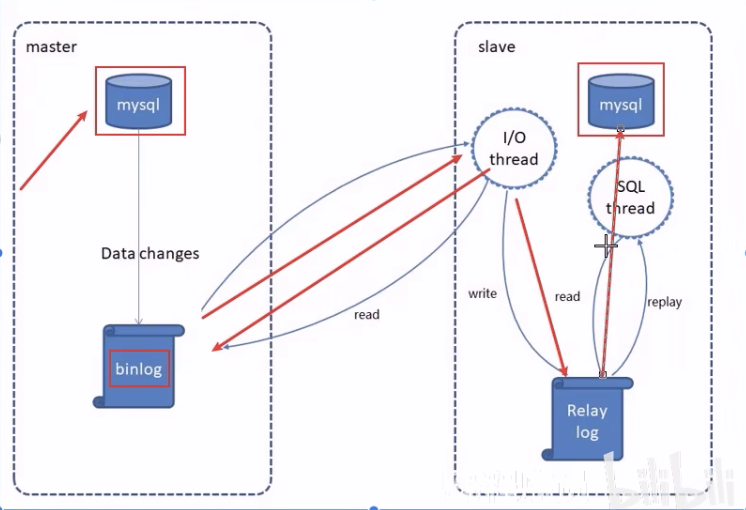 master
mysql
Data changes
binlog
read
slave
I/O
thread
mysql
SQL
thread
write
read
replay
Relay
log
bilibili